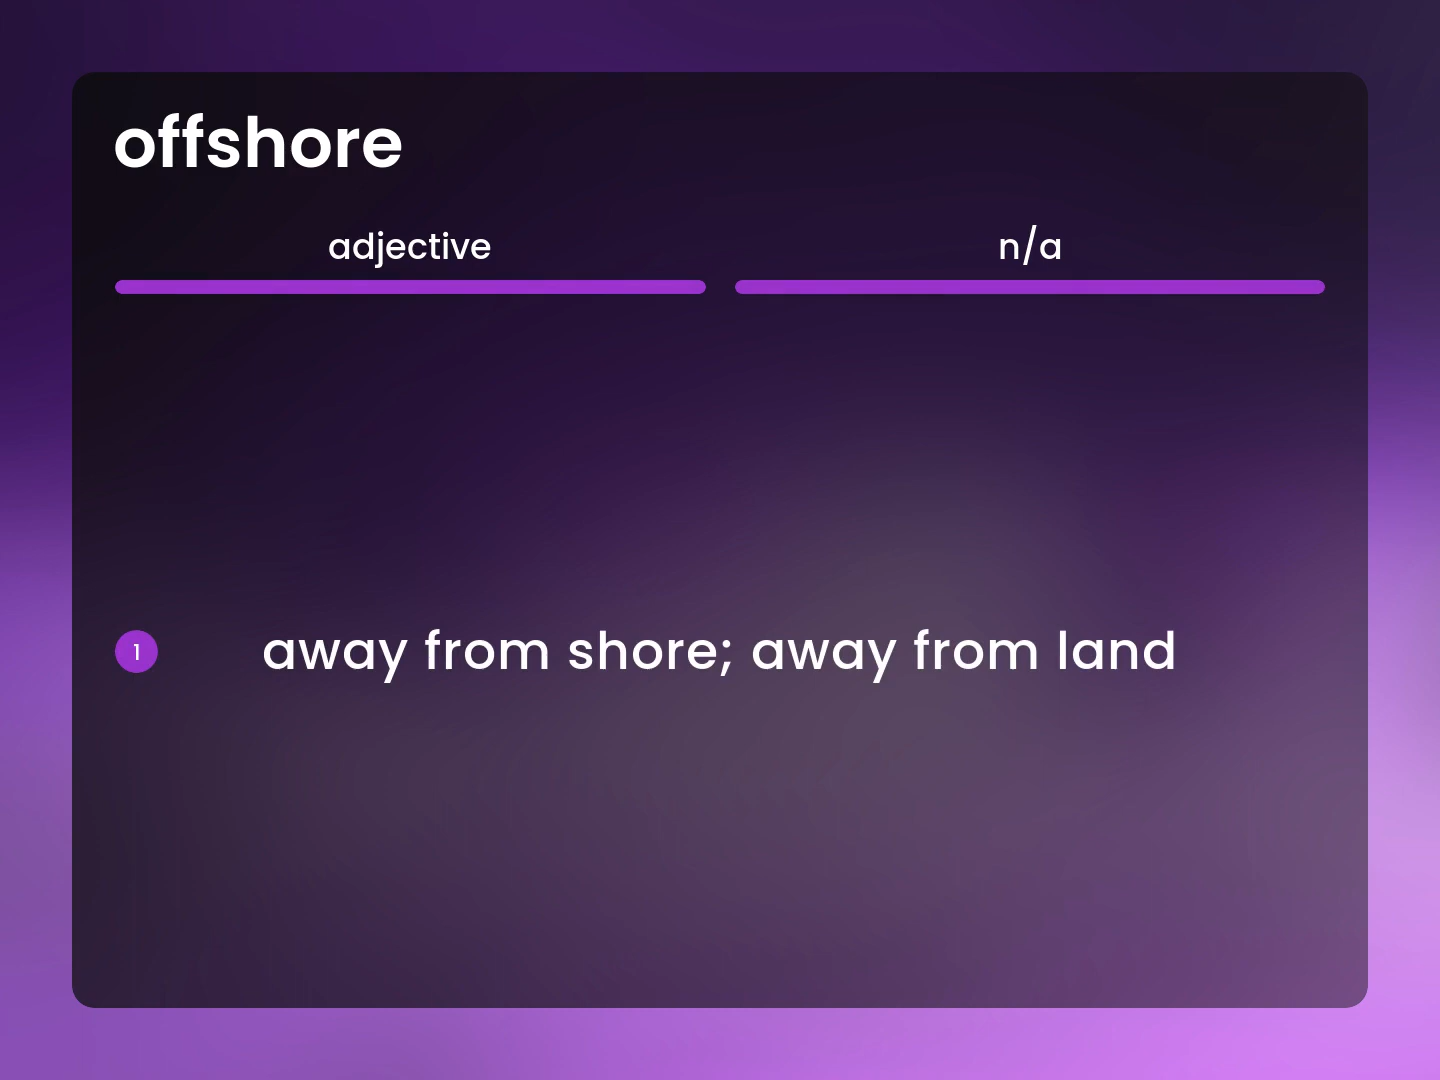 offshore
adjective
n/a
1
away from shore; away from land